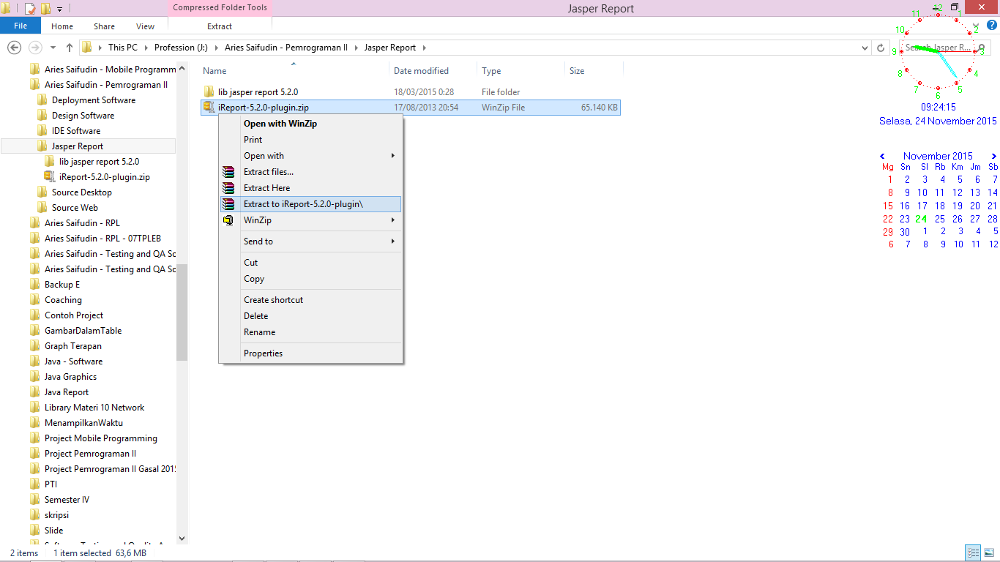 Compressed Folder Tools
Jasper Report
File Home Share View Extract
This PC Profession (J:) Aries Saifudin - Pemrograman II Jasper Report
Search Jasper R...
Aries Saifudin - Mobile Programm
Aries Saifudin - Pemrograman II
Deployment Software
Design Software
IDE Software
Jasper Report
lib jasper report 5.2.0
iReport-5.2.0-plugin.zip
Source Desktop
Source Web
Aries Saifudin - RPL
Aries Saifudin - RPL - 07TPLEB
Aries Saifudin - Testing and QA Sc
Aries Saifudin - Testing and QA Sc
Backup E
Coaching
Contoh Project
GambarDalamTable
Graph Terapan
Java - Software
Java Graphics
Java Report
Library Materi 10 Network
MenampilkanWaktu
Project Mobile Programming
Project Pemrograman II
Project Pemrograman II Gasal 2015
PTI
Semester IV
skripsi
Slide
Name Date modified Type Size
lib jasper report 5.2.0 18/03/2015 0:28 File folder
iReport-5.2.0-plugin.zip 17/08/2013 20:54 WinZip File 65.140 KB
Open with WinZip
Print
Open with
Extract files...
Extract Here
Extract to iReport-5.2.0-plugin\
WinZip
Send to
Cut
Copy
Create shortcut
Delete
Rename
Properties
12
11 1
10 2
9 3
8 4
7 5
6
09:24:15
Selasa, 24 November 2015
< November 2015 >
Mg Sn Sl Rb Km Jm Sb
1 2 3 4 5 6 7
8 9 10 11 12 13 14
15 16 17 18 19 20 21
22 23 24 25 26 27 28
29 30 1 2 3 4 5
6 7 8 9 10 11 12
2 items 1 item selected 63,6 MB